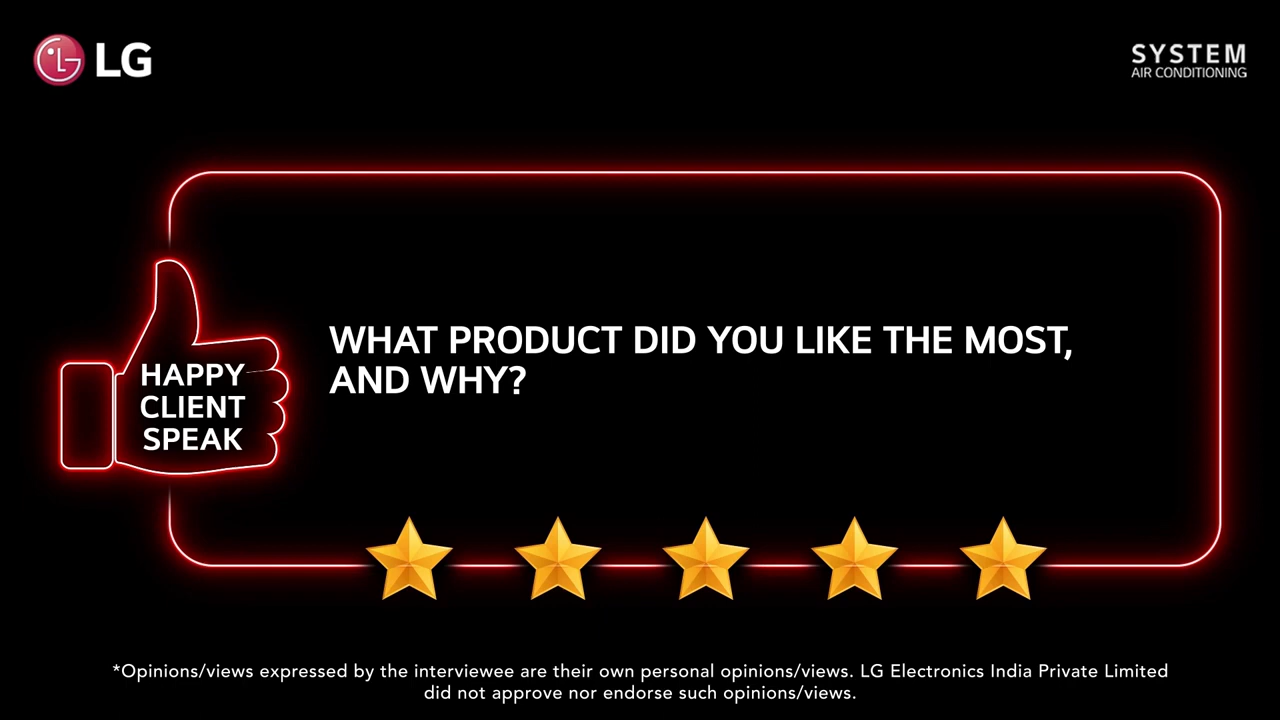 LG
SYSTEM
AIR CONDITIONING
WHAT PRODUCT DID YOU LIKE THE MOST,
AND WHY?
HAPPY
CLIENT
SPEAK
*Opinions/views expressed by the interviewee are their own personal opinions/views. LG Electronics India Private Limited
did not approve nor endorse such opinions/views.